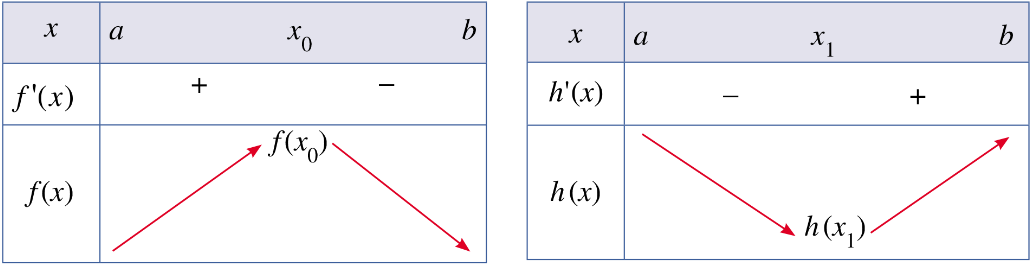 x a x₀ b
f'(x) + −
f(x₀)
f(x)
x a x₁ b
h'(x) − +
h(x)
h(x₁)